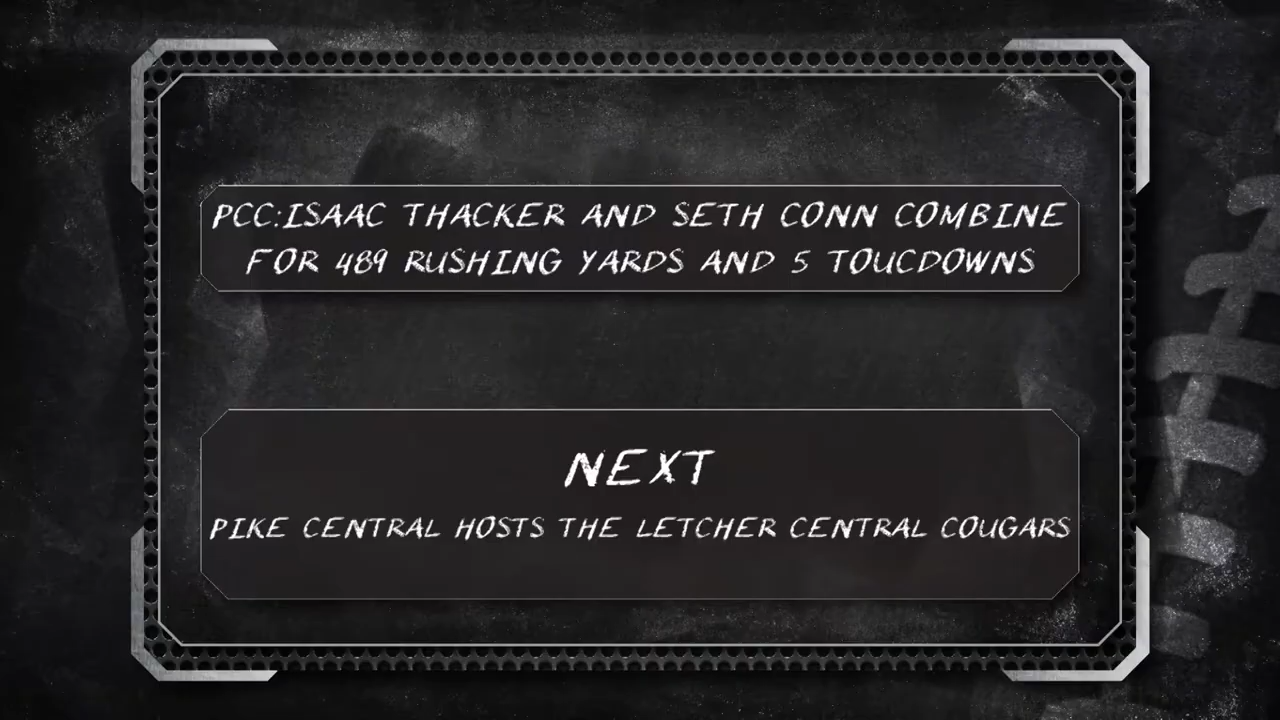 PCC:ISAAC THACKER AND SETH CONN COMBINE
FOR 489 RUSHING YARDS AND 5 TOUCDOWNS
NEXT
PIKE CENTRAL HOSTS THE LETCHER CENTRAL COUGARS